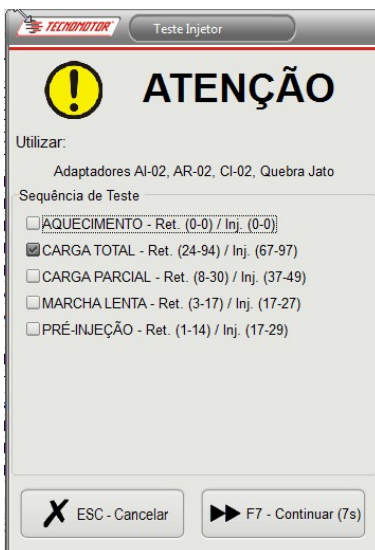 TECNOMOTOR Teste Injetor
ATENÇÃO
Utilizar:
Adaptadores AI-02, AR-02, CI-02, Quebra Jato
Sequência de Teste
AQUECIMENTO - Ret. (0-0) / Inj. (0-0)
CARGA TOTAL - Ret. (24-94) / Inj. (67-97)
CARGA PARCIAL - Ret. (8-30) / Inj. (37-49)
MARCHA LENTA - Ret. (3-17) / Inj. (17-27)
PRÉ-INJEÇÃO - Ret. (1-14) / Inj. (17-29)
ESC - Cancelar F7 - Continuar (7s)